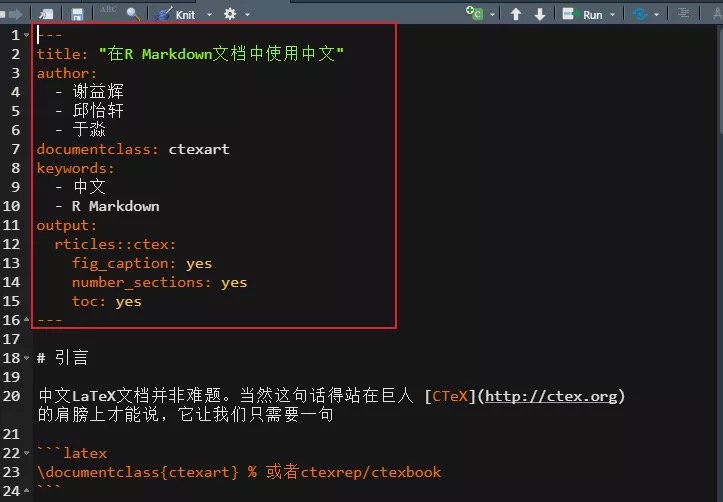 ABC
Knit
Run
1 ---
2 title: "在R Markdown文档中使用中文"
3 author:
4   - 谢益辉
5   - 邱怡轩
6   - 于淼
7 documentclass: ctexart
8 keywords:
9   - 中文
10   - R Markdown
11 output:
12   rticles::ctex:
13     fig_caption: yes
14     number_sections: yes
15     toc: yes
16 ---
17
18 # 引言
19
20 中文LaTeX文档并非难题。当然这句话得站在巨人 [CTeX](http://ctex.org)
的肩膀上才能说，它让我们只需要一句
21
22 ```latex
23 \documentclass{ctexart} % 或者ctexrep/ctexbook
24 ```